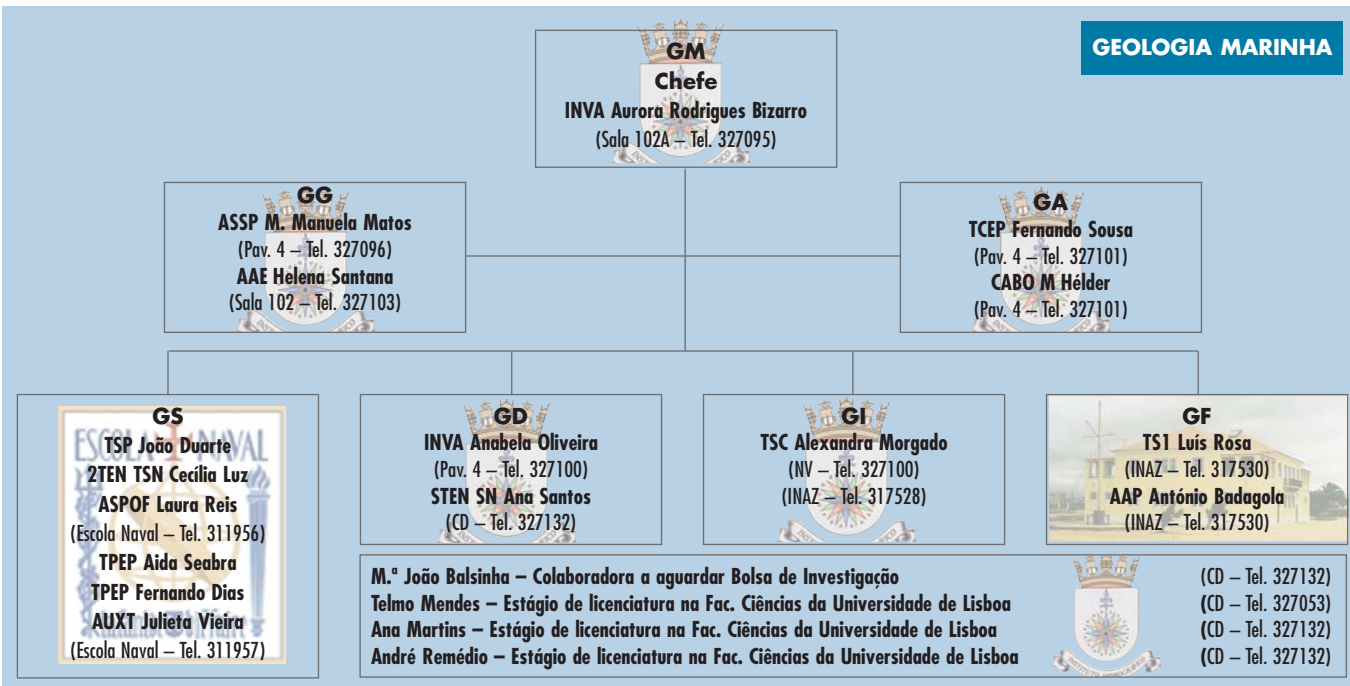 GEOLOGIA MARINHA
GM
Chefe
INVA Aurora Rodrigues Bizarro
(Sala 102A – Tel. 327095)
GG
ASSP M. Manuela Matos
(Pav. 4 – Tel. 327096)
AAE Helena Santana
(Sala 102 – Tel. 327103)
GA
TCEP Fernando Sousa
(Pav. 4 – Tel. 327101)
CABO M Hélder
(Pav. 4 – Tel. 327101)
GS
ESCOLA NAVAL
TSP João Duarte
2TEN TSN Cecília Luz
ASPOF Laura Reis
(Escola Naval – Tel. 311956)
TPEP Aida Seabra
TPEP Fernando Dias
AUXT Julieta Vieira
(Escola Naval – Tel. 311957)
GD
INVA Anabela Oliveira
(Pav. 4 – Tel. 327100)
STEN SN Ana Santos
(CD – Tel. 327132)
GI
TSC Alexandra Morgado
(NV – Tel. 327100)
(INAZ – Tel. 317528)
GF
TS1 Luís Rosa
(INAZ – Tel. 317530)
AAP António Badagola
(INAZ – Tel. 317530)
M.ª João Balsinha – Colaboradora a aguardar Bolsa de Investigação (CD – Tel. 327132)
Telmo Mendes – Estágio de licenciatura na Fac. Ciências da Universidade de Lisboa (CD – Tel. 327053)
Ana Martins – Estágio de licenciatura na Fac. Ciências da Universidade de Lisboa (CD – Tel. 327132)
André Remédio – Estágio de licenciatura na Fac. Ciências da Universidade de Lisboa (CD – Tel. 327132)
INSTITUTO HIDROGRÁFICO